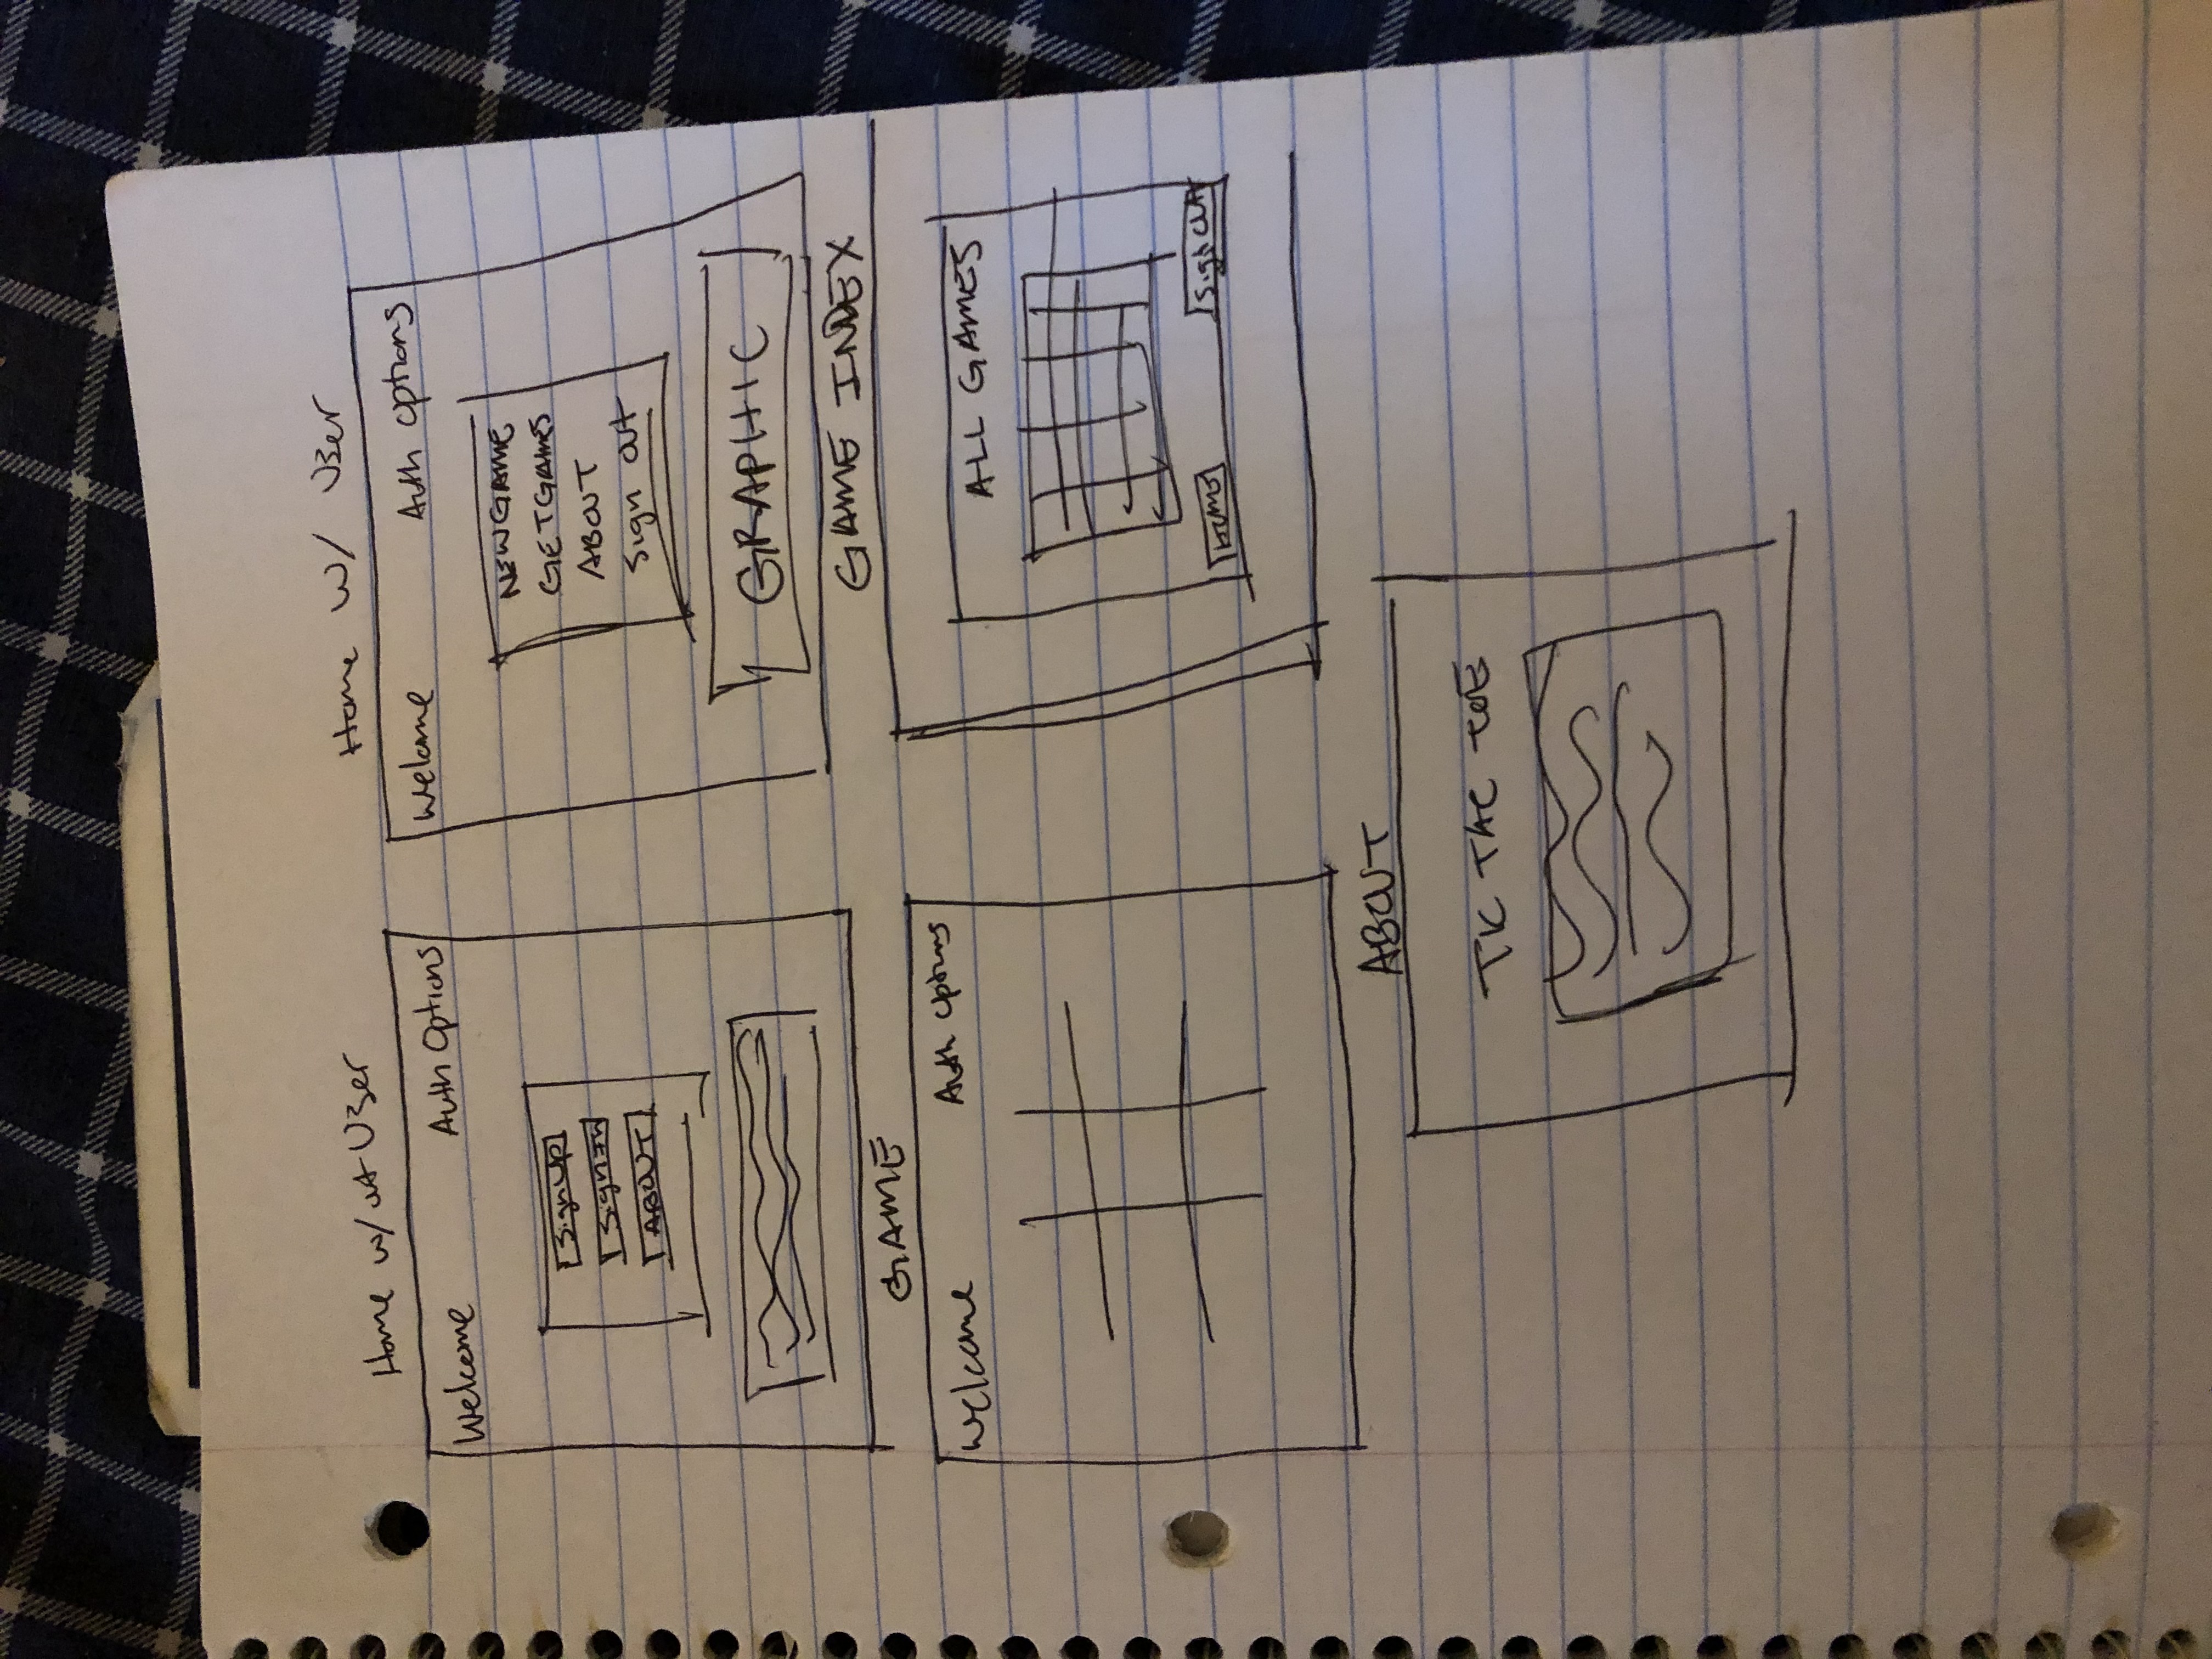 Home w/out User
Welcome Auth Options
Sign Up
Sign In
ABOUT
Home w/ User
Welcome Auth options
NEW GAME
GET GAMES
ABOUT
Sign out
GRAPHIC
GAME
Welcome Auth options
GAME INDEX
ALL GAMES
HOME Sign out
ABOUT
TIC TAC TOE